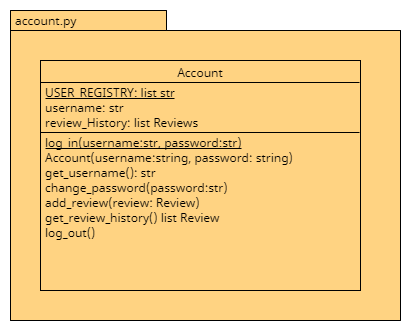 account.py
Account
USER_REGISTRY: list str
username: str
review_History: list Reviews
log_in(username:str, password:str)
Account(username:string, password: string)
get_username(): str
change_password(password:str)
add_review(review: Review)
get_review_history() list Review
log_out()